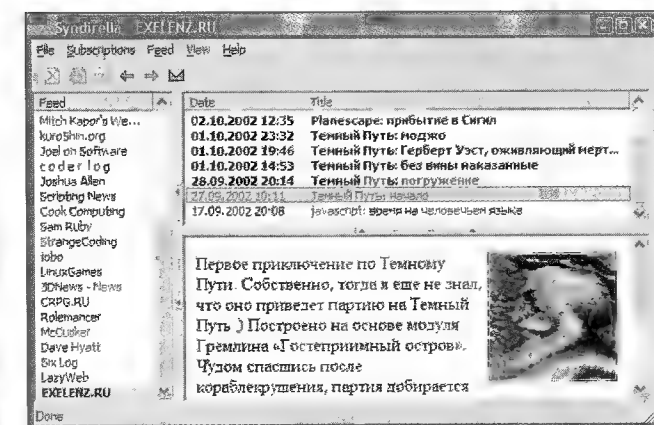 Syndirella EXELENZ.RU
File Subscriptions Feed View Help
Feed
Mitch Kapor's We...
kuro5hin.org
Joel on Software
coderlog
Joshua Allen
Scripting News
Cook Computing
Sam Ruby
StrangeCoding
iobo
LinuxGames
3DNews - News
CRPG.RU
Rolemancer
McCusker
Dave Hyatt
Six Log
LazyWeb
EXELENZ.RU
Date Title
02.10.2002 12:35 Planescape: прибытие в Сигил
01.10.2002 23:32 Темный Путь: моджо
01.10.2002 19:46 Темный Путь: Герберт Уэст, оживляющий мерт...
01.10.2002 14:53 Темный Путь: без вины наказанные
28.09.2002 20:14 Темный Путь: погружение
27.09.2002 20:11 Темный Путь: начало
17.09.2002 20:08 javascript: время на человечьем языке
Первое приключение по Темному
Пути. Собственно, тогда я еще не знал,
что оно приведет партию на Темный
Путь ;) Построено на основе модуля
Гремлина «Гостеприимный остров».
Чудом спасшись после
кораблекрушения, партия добирается
Done